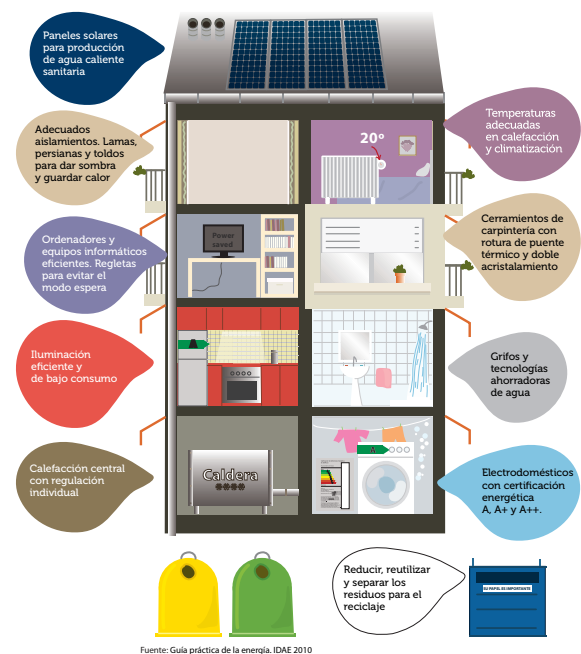 Paneles solares
para producción
de agua caliente
sanitaria
Adecuados
aislamientos. Lamas,
persianas y toldos
para dar sombra
y guardar calor
20º
Temperaturas
adecuadas
en calefacción
y climatización
Ordenadores y
equipos informáticos
eficientes. Regletas
para evitar el
modo espera
Power
saved
Cerramientos de
carpintería con
rotura de puente
térmico y doble
acristalamiento
Iluminación
eficiente y
de bajo consumo
A
Grifos y
tecnologías
ahorradoras
de agua
Calefacción central
con regulación
individual
Caldera
A
Electrodomésticos
con certificación
energética
A, A+ y A++.
Reducir, reutilizar
y separar los
residuos para el
reciclaje
SU PAPEL ES IMPORTANTE
Fuente: Guía práctica de la energía. IDAE 2010